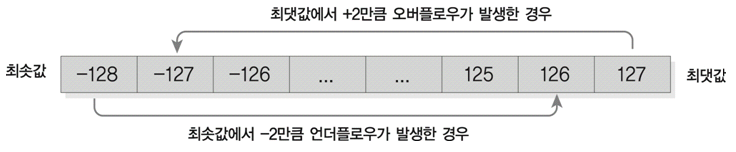 최댓값에서 +2만큼 오버플로우가 발생한 경우
최솟값 -128 -127 -126 ... ... 125 126 127 최댓값
최솟값에서 -2만큼 언더플로우가 발생한 경우